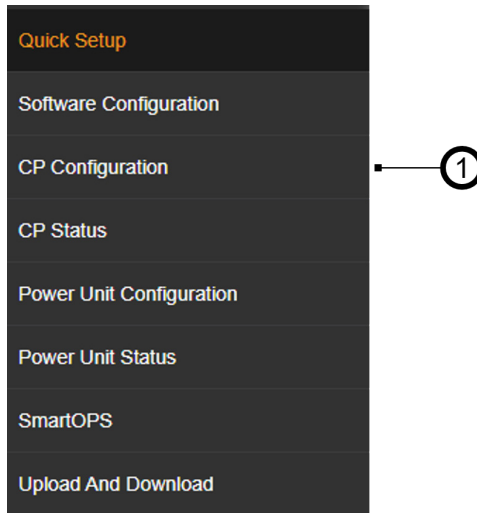 Quick Setup
Software Configuration
CP Configuration
1
CP Status
Power Unit Configuration
Power Unit Status
SmartOPS
Upload And Download